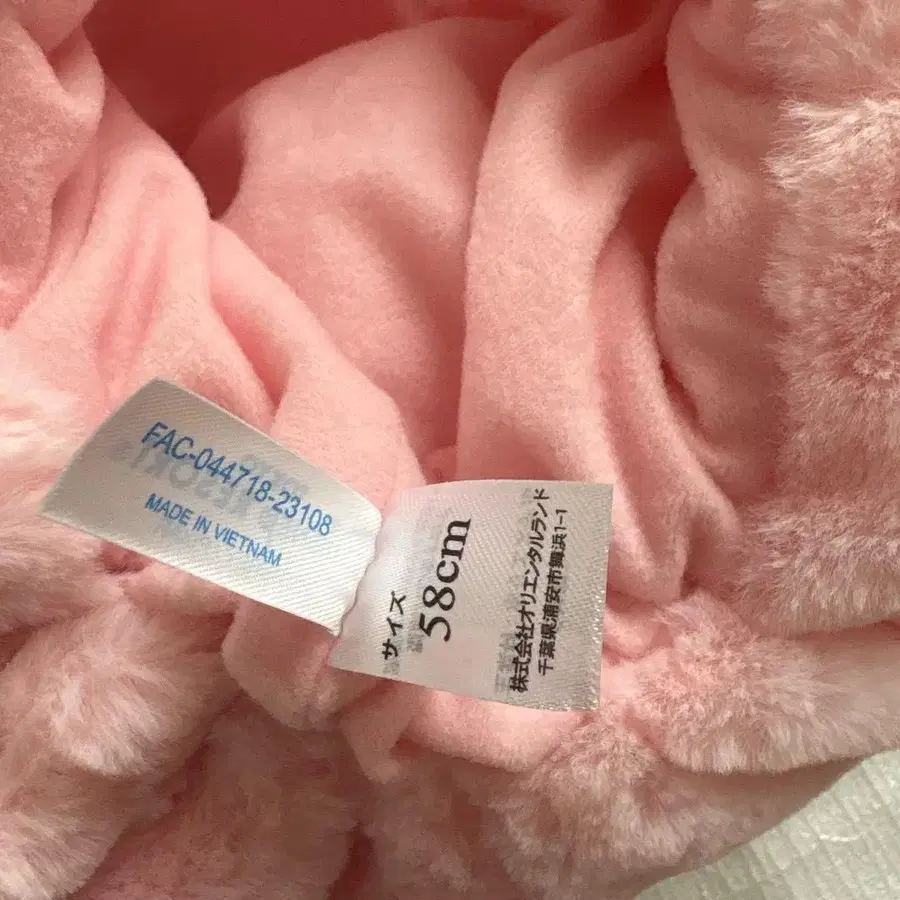 FAC-044718-23108
MADE IN VIETNAM
サイズ
58cm
株式会社オリエンタルランド
千葉県浦安市舞浜1-1